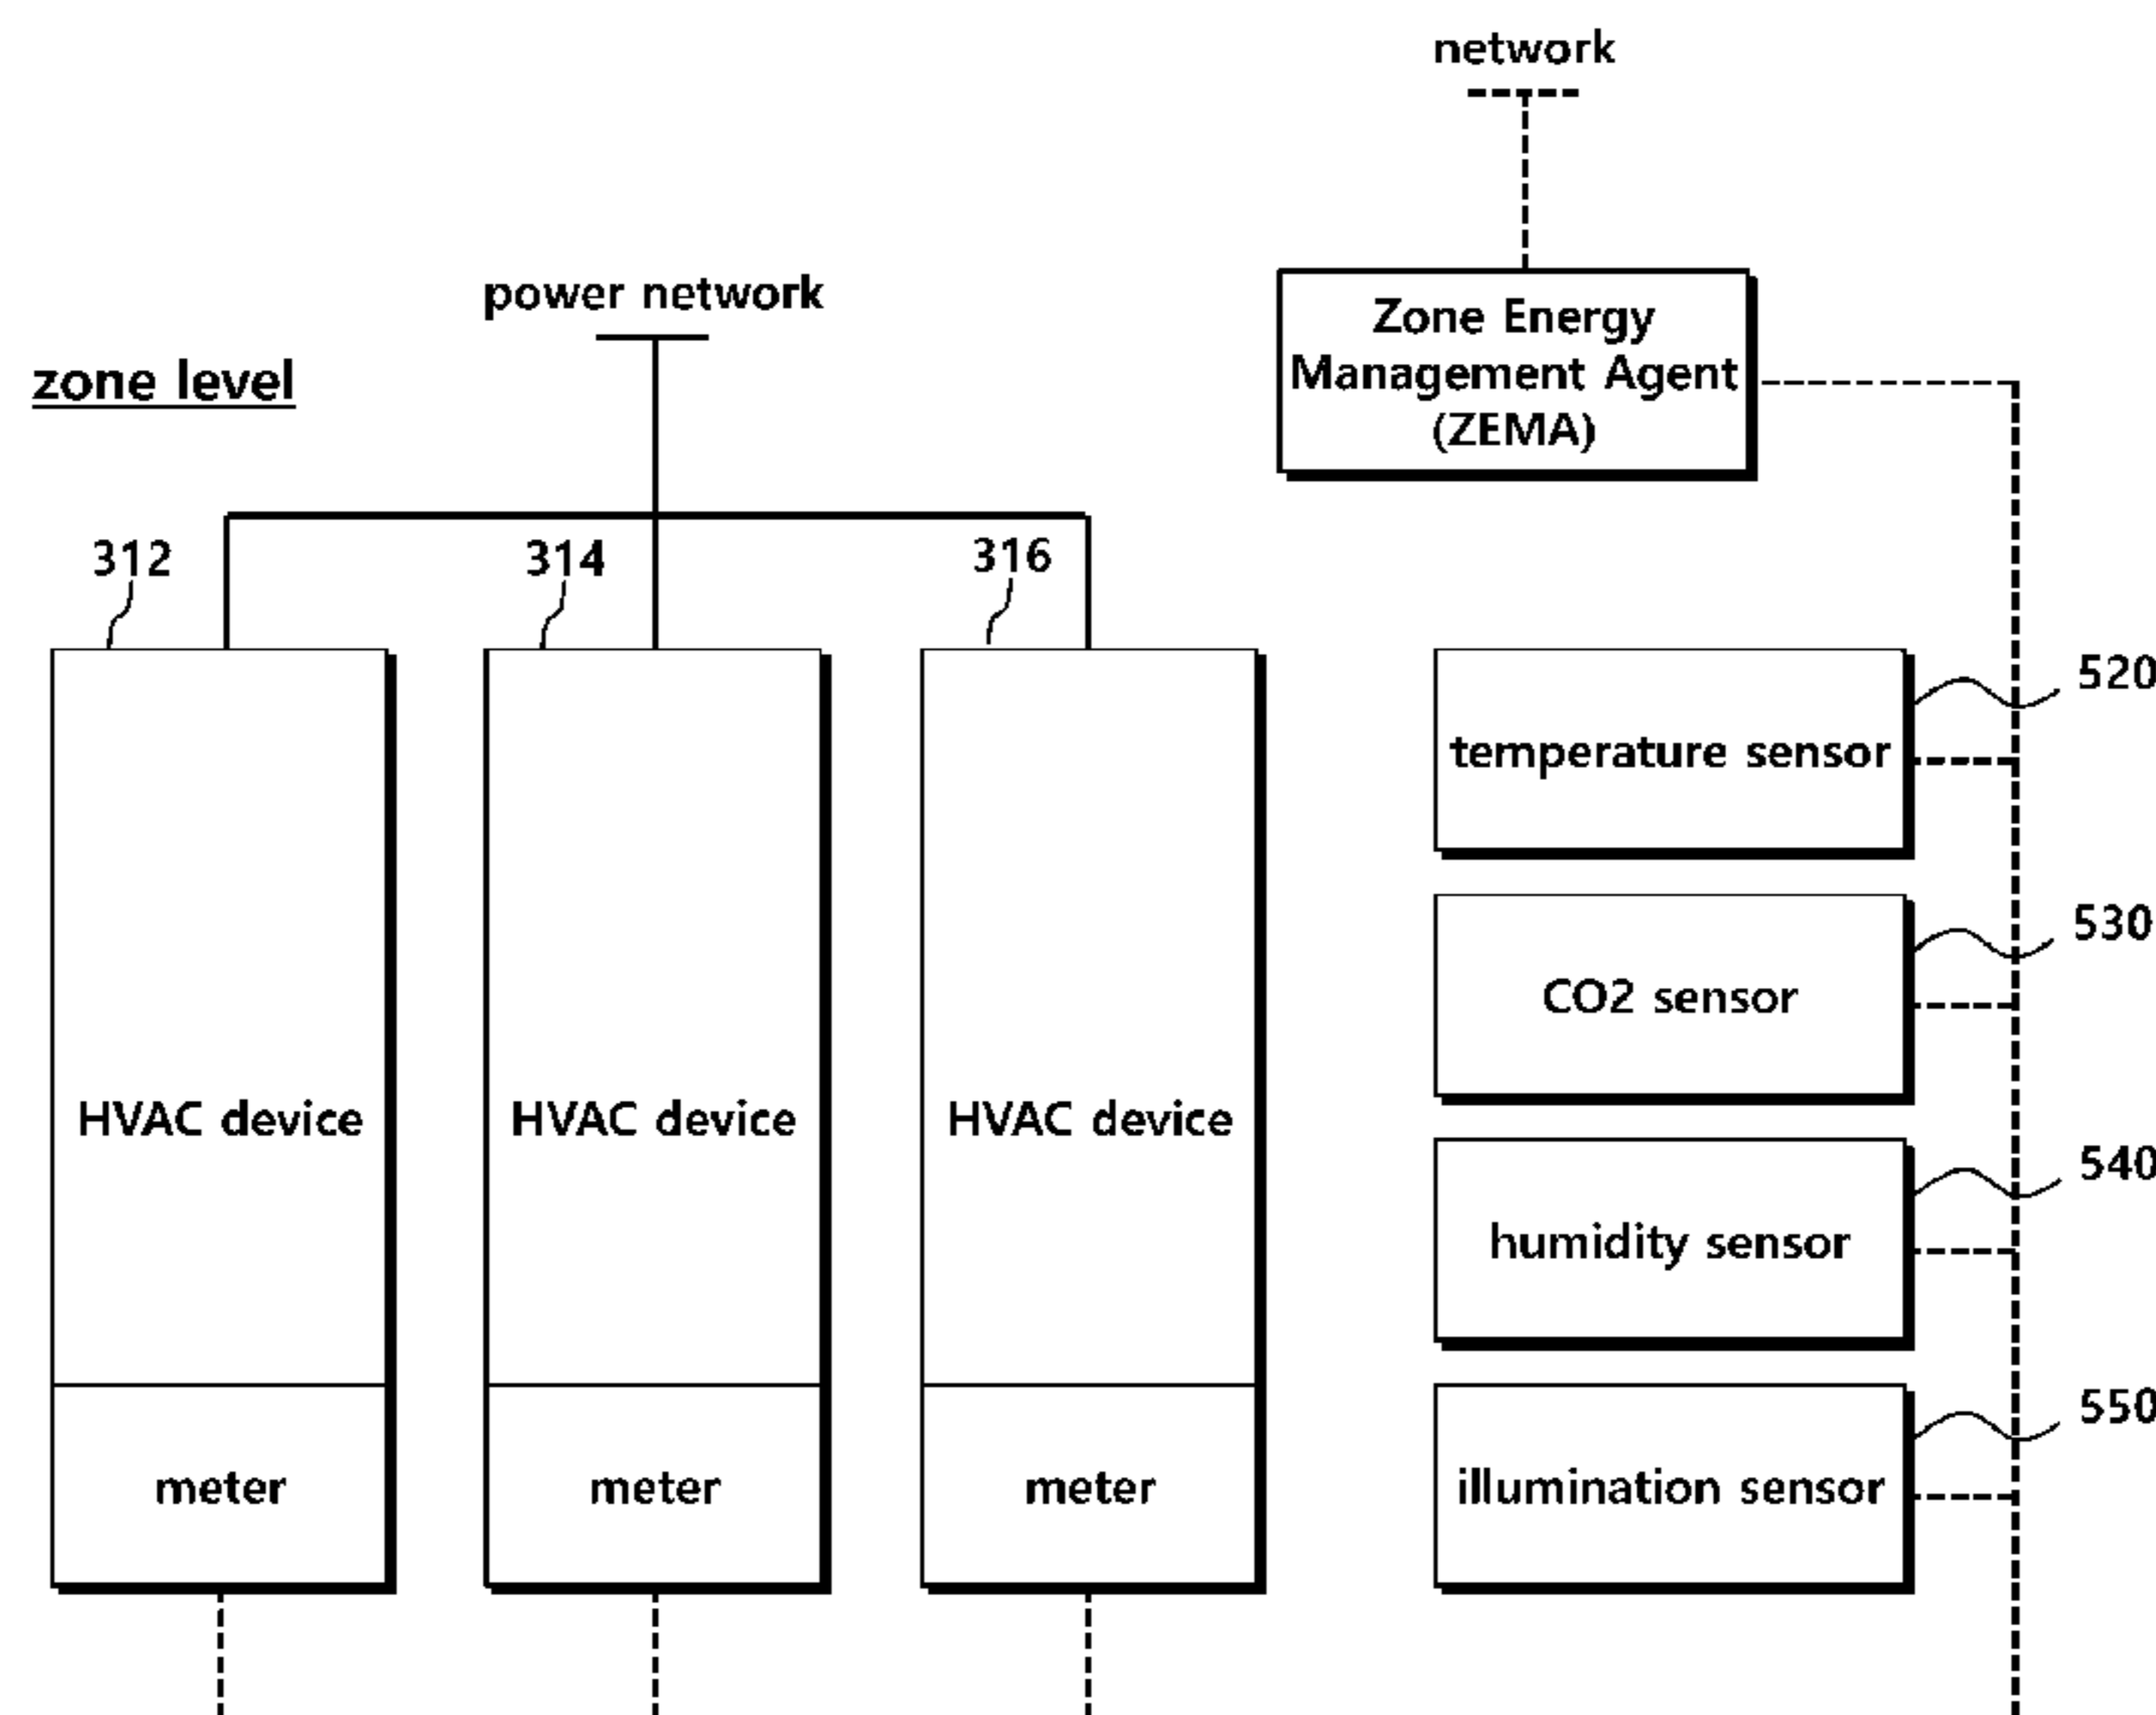 network
power network
Zone Energy
Management Agent
(ZEMA)
zone level
312
314
316
520
temperature sensor
530
CO2 sensor
HVAC device
HVAC device
HVAC device
540
humidity sensor
550
meter
meter
meter
illumination sensor